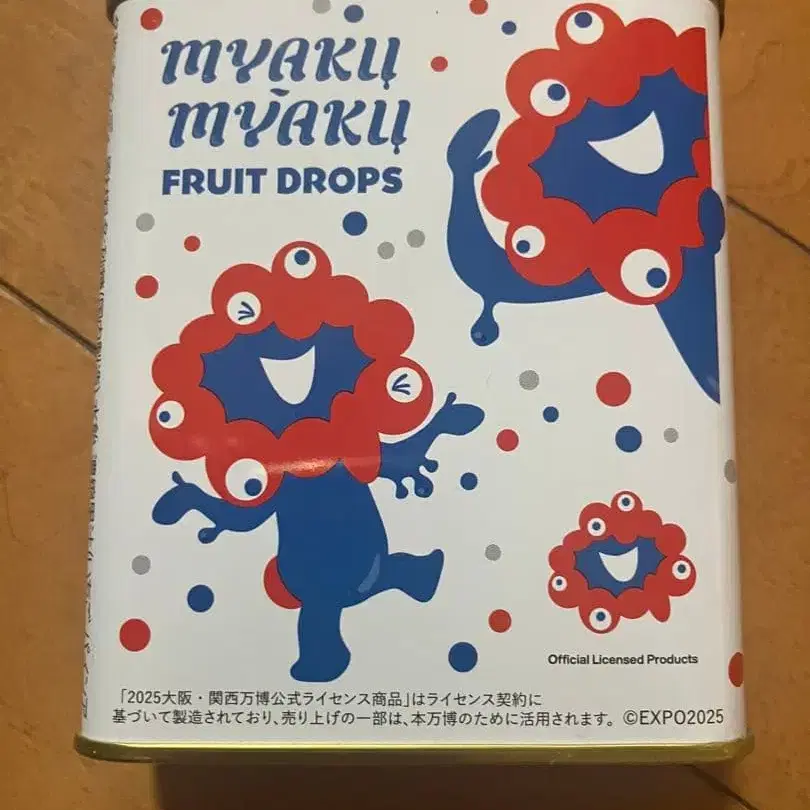 MYAKU
MYAKU
FRUIT DROPS
Official Licensed Products
「2025大阪・関西万博公式ライセンス商品」はライセンス契約に
基づいて製造されており、売り上げの一部は、本万博のために活用されます。 ©EXPO2025